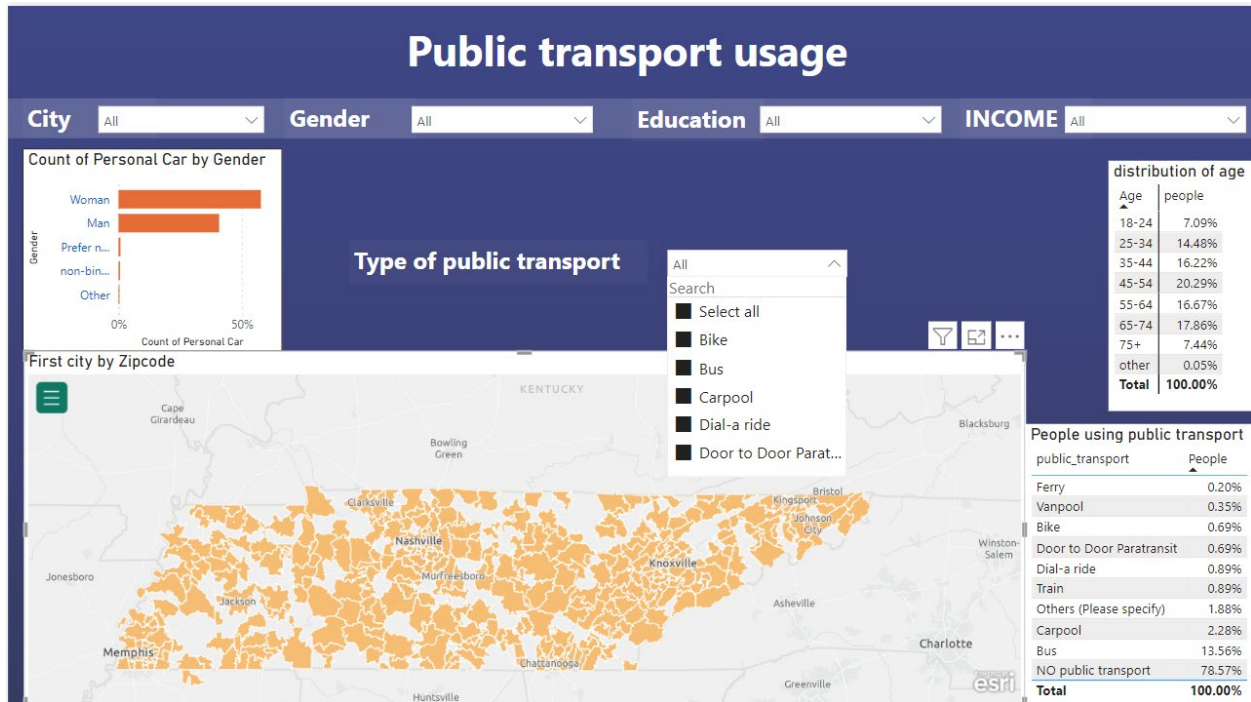 Public transport usage
City All Gender All Education All INCOME All
Count of Personal Car by Gender
Gender
Woman
Man
Prefer n...
non-bin...
Other
0% 50%
Count of Personal Car
Type of public transport
All
Search
Select all
Bike
Bus
Carpool
Dial-a ride
Door to Door Parat...
distribution of age
Age people
18-24 7.09%
25-34 14.48%
35-44 16.22%
45-54 20.29%
55-64 16.67%
65-74 17.86%
75+ 7.44%
other 0.05%
Total 100.00%
First city by Zipcode
KENTUCKY
Cape
Girardeau
Blacksburg
Bowling
Green
Bristol
Kingsport
Clarksville
Johnson
City
Nashville
Winston-
Salem
Knoxville
Jonesboro
Murfreesboro
Jackson
Asheville
Charlotte
Memphis
Chattanooga
Greenville
Huntsville
esri
People using public transport
public_transport People
Ferry 0.20%
Vanpool 0.35%
Bike 0.69%
Door to Door Paratransit 0.69%
Dial-a ride 0.89%
Train 0.89%
Others (Please specify) 1.88%
Carpool 2.28%
Bus 13.56%
NO public transport 78.57%
Total 100.00%